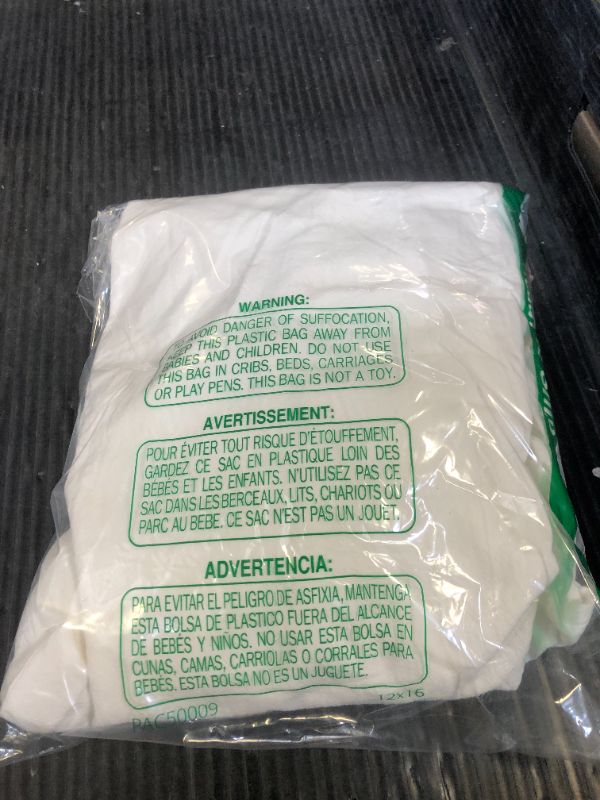 WARNING:
AVOID DANGER OF SUFFOCATION,
THIS PLASTIC BAG AWAY FROM
BABIES AND CHILDREN. DO NOT USE
THIS BAG IN CRIBS, BEDS, CARRIAGES
OR PLAY PENS. THIS BAG IS NOT A TOY.
AVERTISSEMENT:
POUR ÉVITER TOUT RISQUE D'ÉTOUFFEMENT,
GARDEZ CE SAC EN PLASTIQUE LOIN DES
BÉBÉS ET LES ENFANTS. N'UTILISEZ PAS CE
SAC DANS LES BERCEAUX, LITS, CHARIOTS OU
PARC AU BEBE. CE SAC N'EST PAS UN JOUET.
ADVERTENCIA:
PARA EVITAR EL PELIGRO DE ASFIXIA, MANTENGA
ESTA BOLSA DE PLASTICO FUERA DEL ALCANCE
DE BEBÉS Y NIÑOS. NO USAR ESTA BOLSA EN
CUNAS, CAMAS, CARRIOLAS O CORRALES PARA
BEBÉS. ESTA BOLSA NO ES UN JUGUETE.
PAC50009
12x16